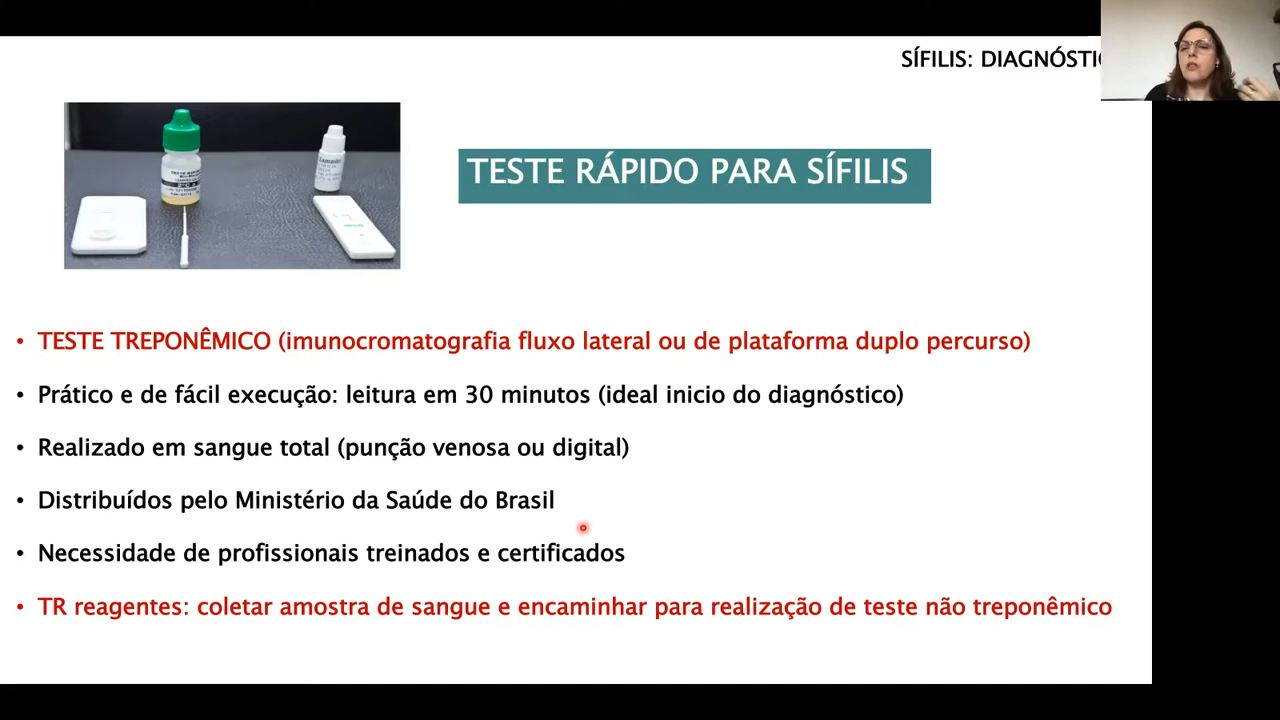 SÍFILIS: DIAGNÓSTIC
TESTE RÁPIDO PARA SÍFILIS
• TESTE TREPONÊMICO (imunocromatografia fluxo lateral ou de plataforma duplo percurso)
• Prático e de fácil execução: leitura em 30 minutos (ideal inicio do diagnóstico)
• Realizado em sangue total (punção venosa ou digital)
• Distribuídos pelo Ministério da Saúde do Brasil
• Necessidade de profissionais treinados e certificados
• TR reagentes: coletar amostra de sangue e encaminhar para realização de teste não treponêmico